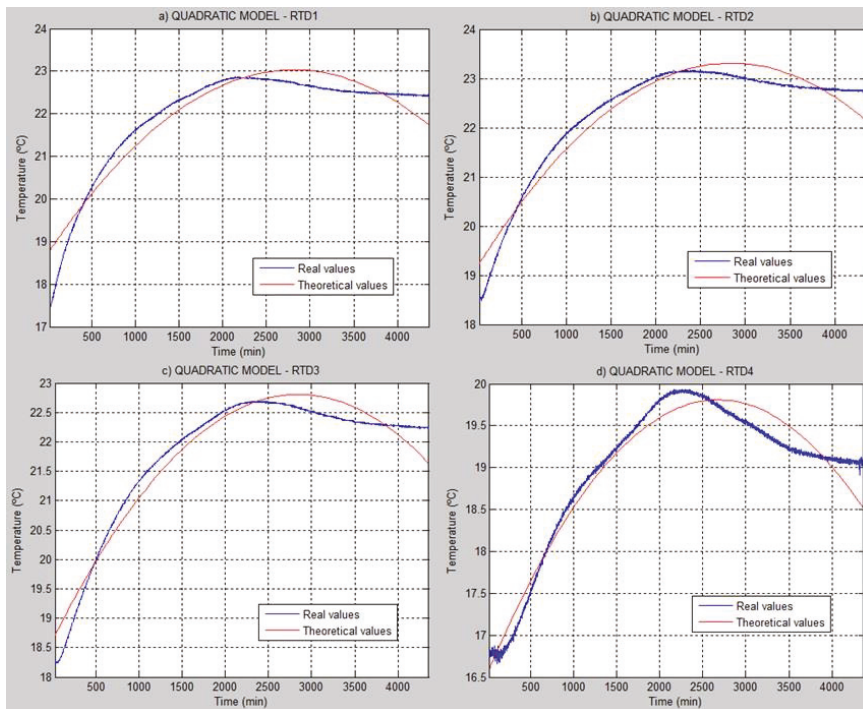 a) QUADRATIC MODEL - RTD1
24
23
22
21
20
19
18
17
Temperature (ºC)
500 1000 1500 2000 2500 3000 3500 4000
Time (min)
Real values
Theoretical values
b) QUADRATIC MODEL - RTD2
24
23
22
21
20
19
18
Temperature (ºC)
500 1000 1500 2000 2500 3000 3500 4000
Time (min)
Real values
Theoretical values
c) QUADRATIC MODEL - RTD3
23
22.5
22
21.5
21
20.5
20
19.5
19
18.5
18
Temperature (ºC)
500 1000 1500 2000 2500 3000 3500 4000
Time (min)
Real values
Theoretical values
d) QUADRATIC MODEL - RTD4
20
19.5
19
18.5
18
17.5
17
16.5
Temperature (ºC)
500 1000 1500 2000 2500 3000 3500 4000
Time (min)
Real values
Theoretical values